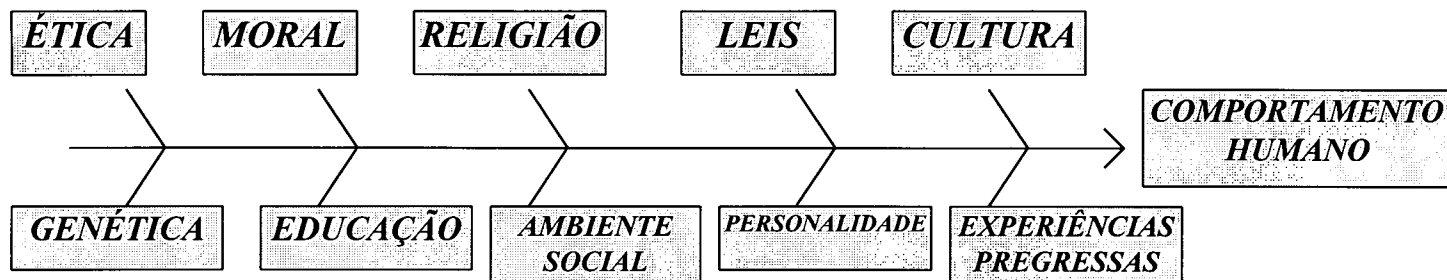 ÉTICA
MORAL
RELIGIÃO
LEIS
CULTURA
COMPORTAMENTO
HUMANO
GENÉTICA
EDUCAÇÃO
AMBIENTE
SOCIAL
PERSONALIDADE
EXPERIÊNCIAS
PREGRESSAS